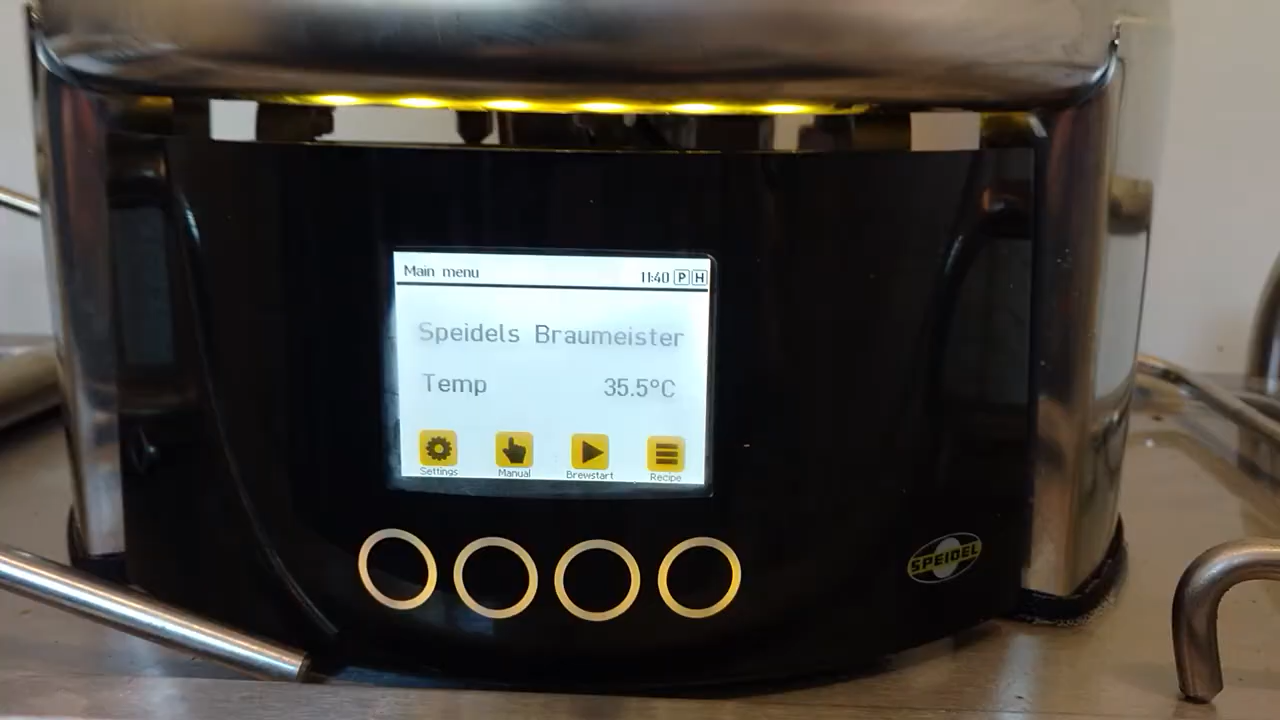 Main menu 11:40 P H
Speidels Braumeister
Temp 35.5°C
Settings Manual Brewstart Recipe
SPEIDEL